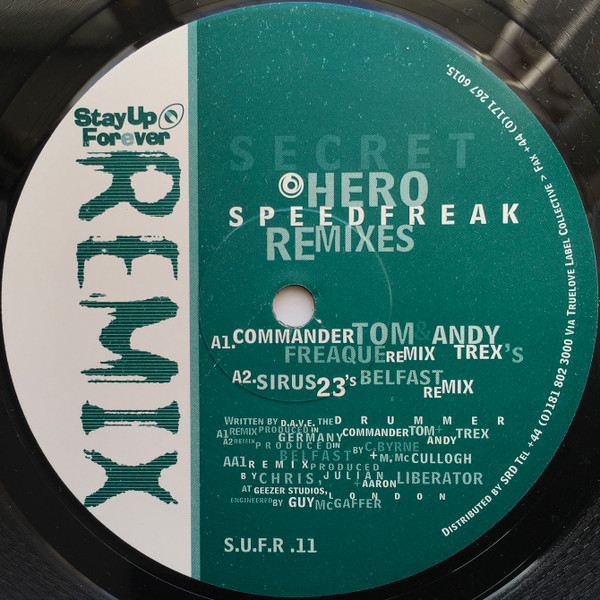 Stay Up
Forever
REMIX
SECRET
HERO
SPEEDFREAK
REMIXES
A1.COMMANDER TOM & ANDY
FREAQUE REMIX TREX'S
A2.SIRUS 23's BELFAST
REMIX
WRITTEN BY D.A.V.E. THE DRUMMER
A1 REMIX PRODUCED IN
GERMANY COMMANDER TOM+
ANDY TREX
A2 REMIX PRODUCED IN
BELFAST BY C.BYRNE
+ M.McCULLOGH
AA1 REMIX PRODUCED
BY CHRIS, JULIAN
+AARON LIBERATOR
AT GEEZER STUDIOS, LONDON
ENGINEERED BY GUY McGAFFER
S.U.F.R .11
DISTRIBUTED BY SRD TEL +44 (0)181 802 3000 VIA TRUELOVE LABEL COLLECTIVE > FAX +44 (0)171 267 6015.